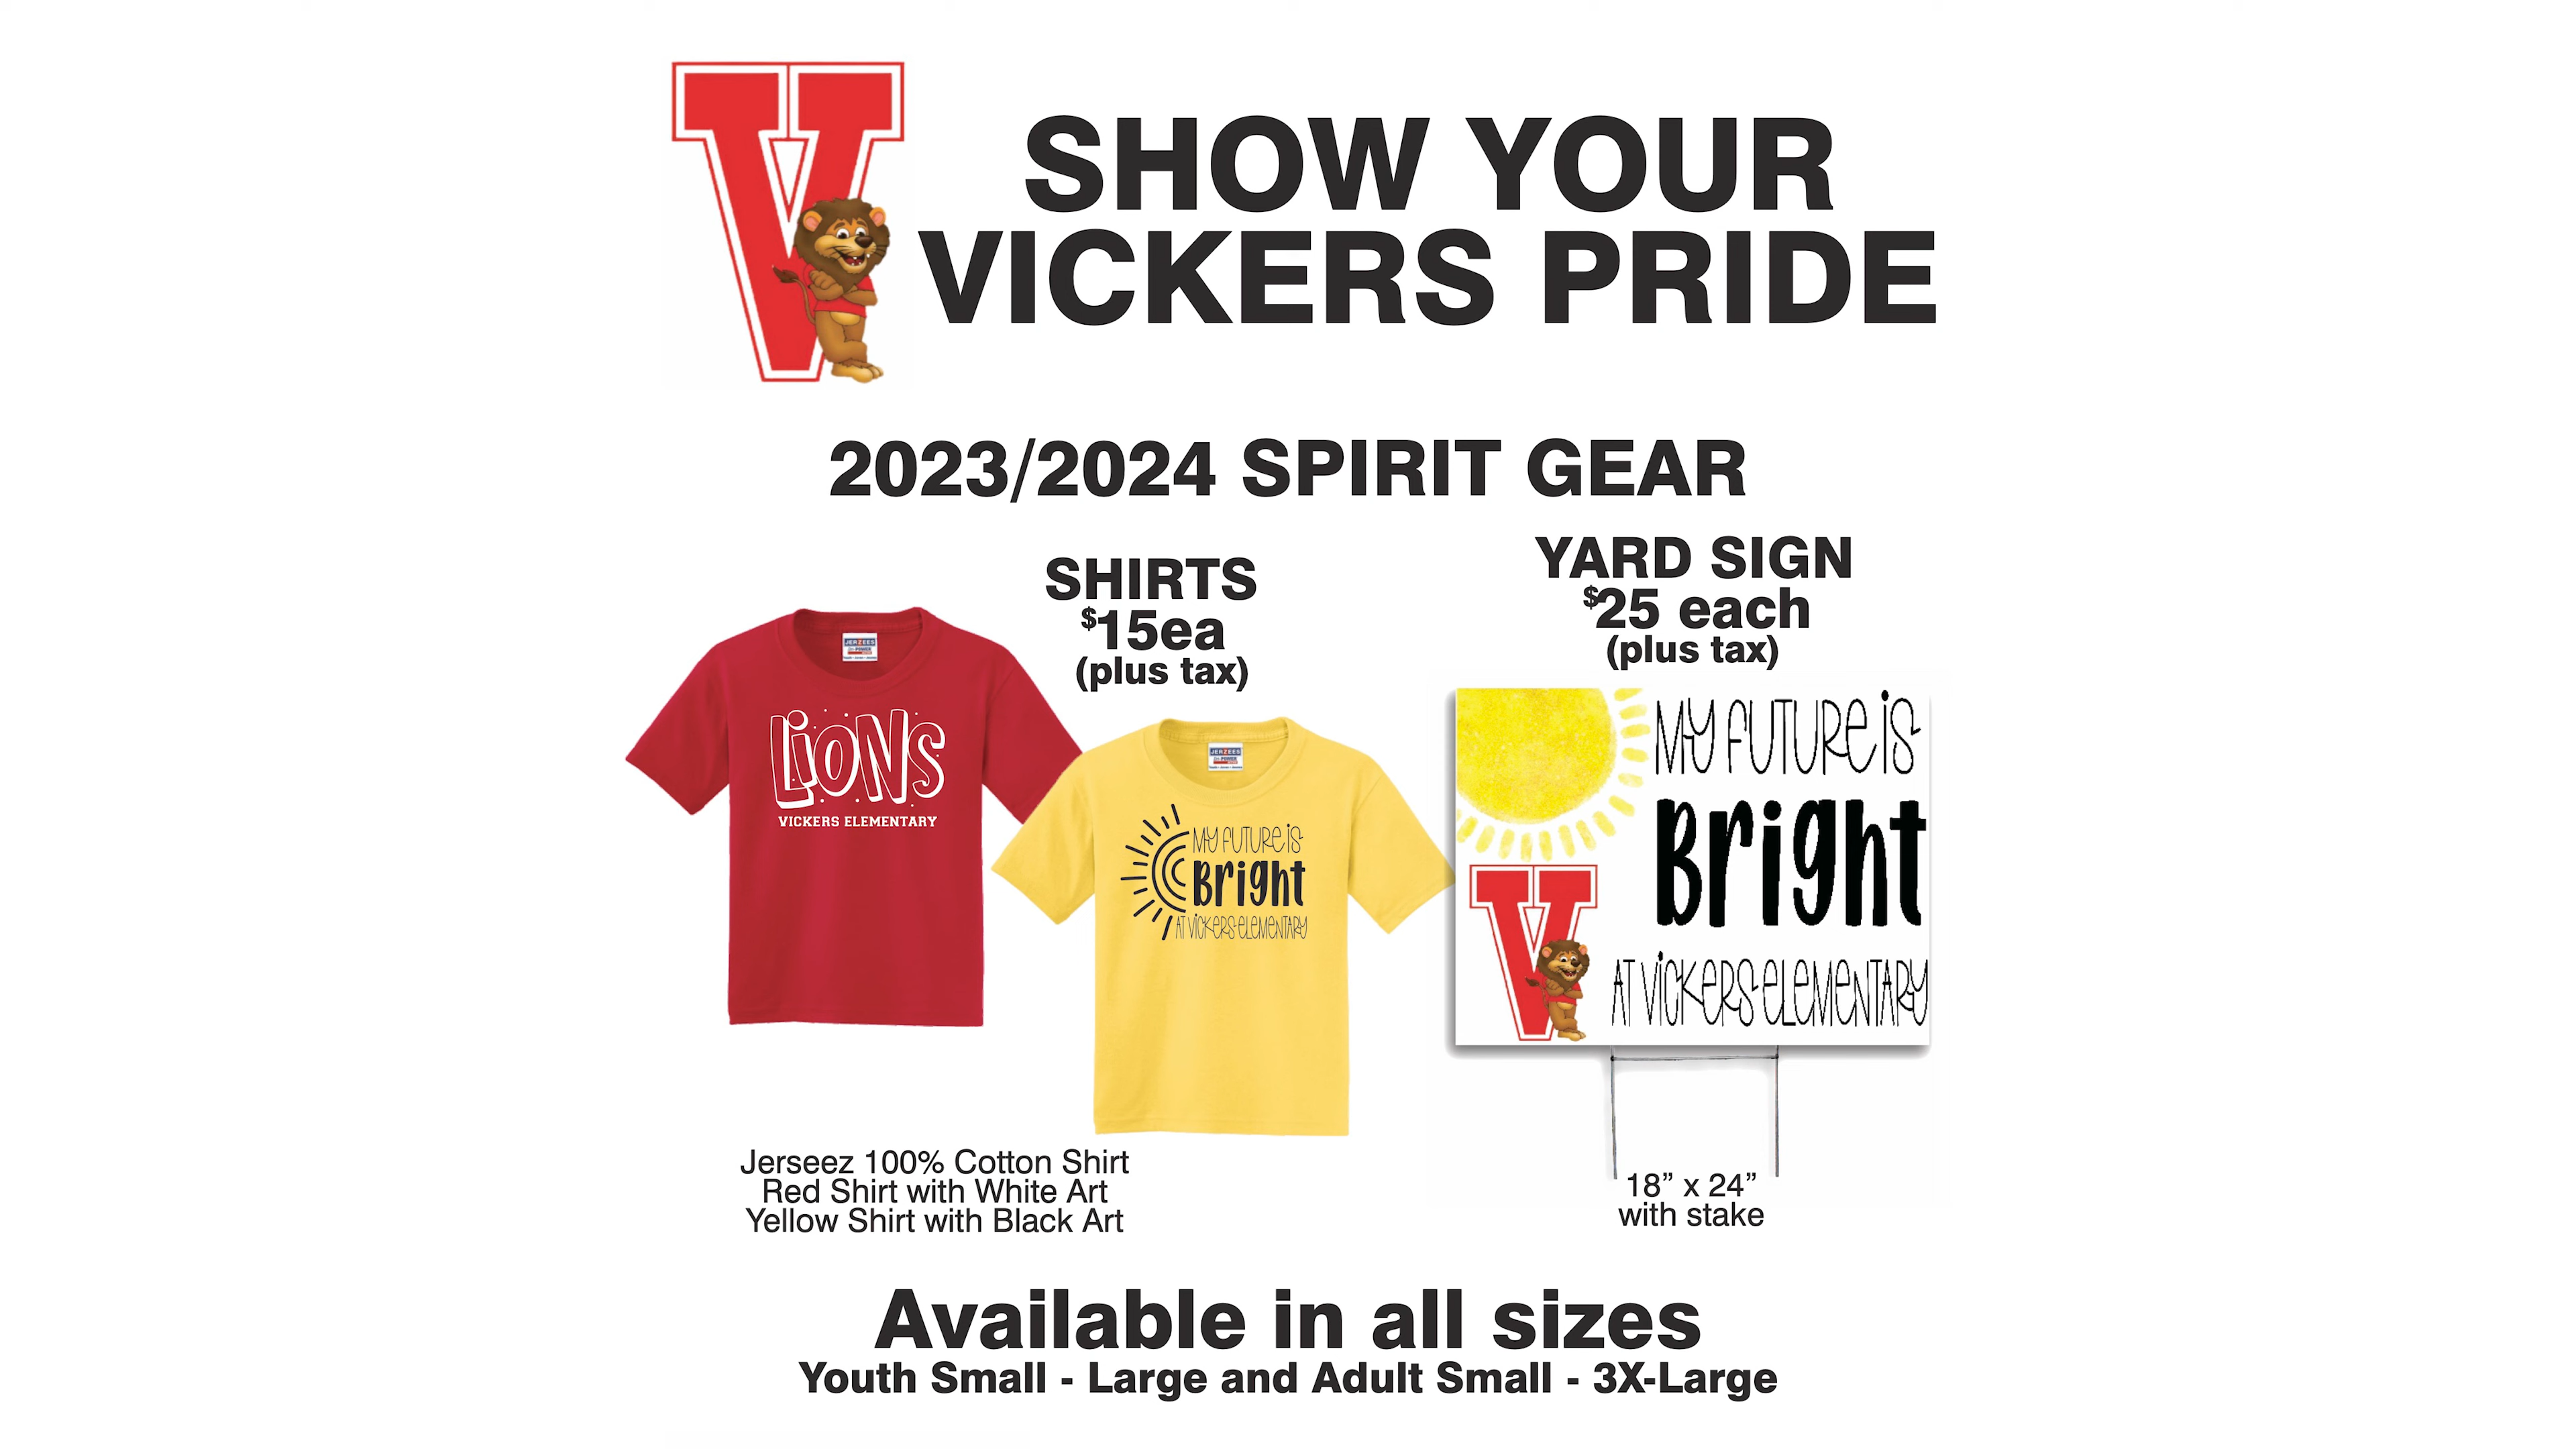 V
SHOW YOUR
VICKERS PRIDE
2023/2024 SPIRIT GEAR
SHIRTS
$15ea
(plus tax)
YARD SIGN
$25 each
(plus tax)
JERZEES
LiONS
VICKERS ELEMENTARY
JERZEES
MY FUTURE iS
Bright
AT ViCKERS ELEMENTARY
MY FUTURE iS
Bright
V
AT ViCKERS ELEMENTARY
Jerseez 100% Cotton Shirt
Red Shirt with White Art
Yellow Shirt with Black Art
18” x 24”
with stake
Available in all sizes
Youth Small - Large and Adult Small - 3X-Large